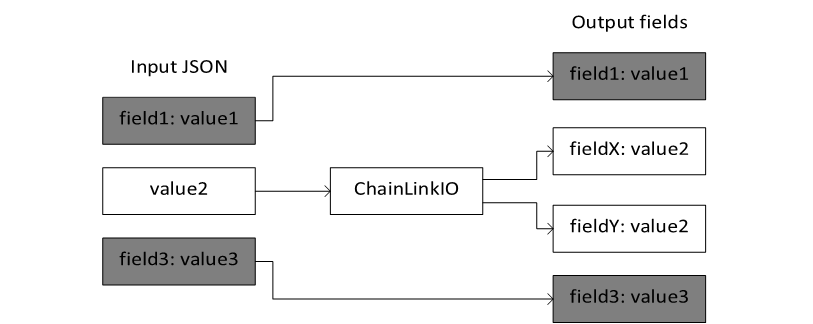 Input JSON
field1: value1
value2
field3: value3
ChainLinkIO
Output fields
field1: value1
fieldX: value2
fieldY: value2
field3: value3